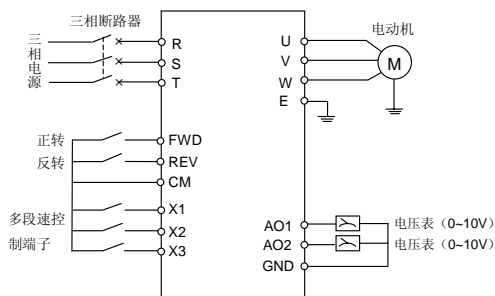 三相断路器
三
相
电
源
R
S
T
正转
反转
FWD
REV
CM
多段速控
制端子
X1
X2
X3
电动机
U
V
W
E
M
AO1
AO2
GND
电压表（0~10V）
电压表（0~10V）